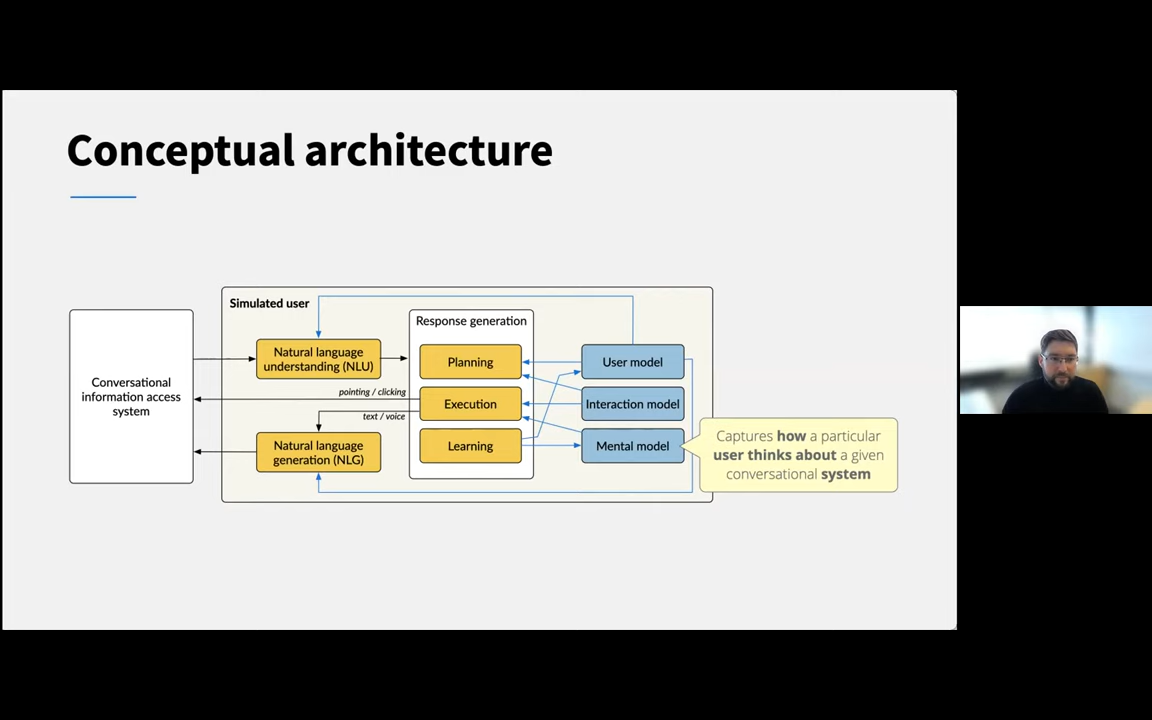 Conceptual architecture
Simulated user
Response generation
Natural language
understanding (NLU)
Planning
User model
Conversational
information access
system
pointing / clicking
Execution
Interaction model
text / voice
Natural language
generation (NLG)
Learning
Mental model
Captures how a particular
user thinks about a given
conversational system